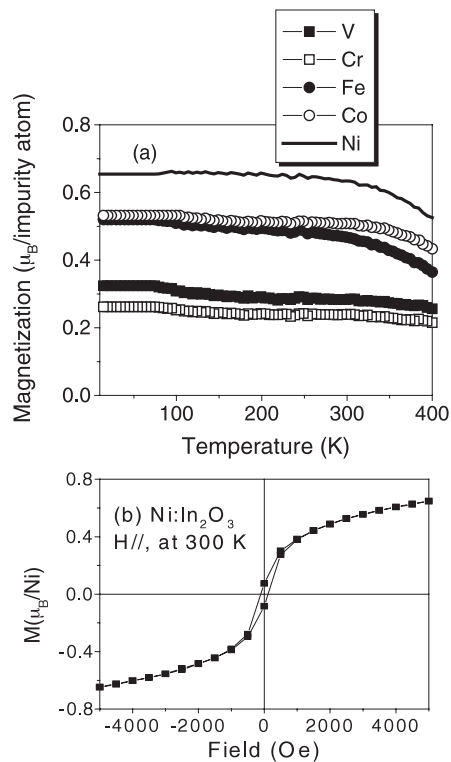 V
Cr
Fe
Co
Ni
(a)
Magnetization (μB/impurity atom)
0.8
0.6
0.4
0.2
0.0
100 200 300 400
Temperature (K)
(b) Ni:In2O3
H//, at 300 K
M(μB/Ni)
0.8
0.4
0.0
-0.4
-0.8
-4000 -2000 0 2000 4000
Field (Oe)